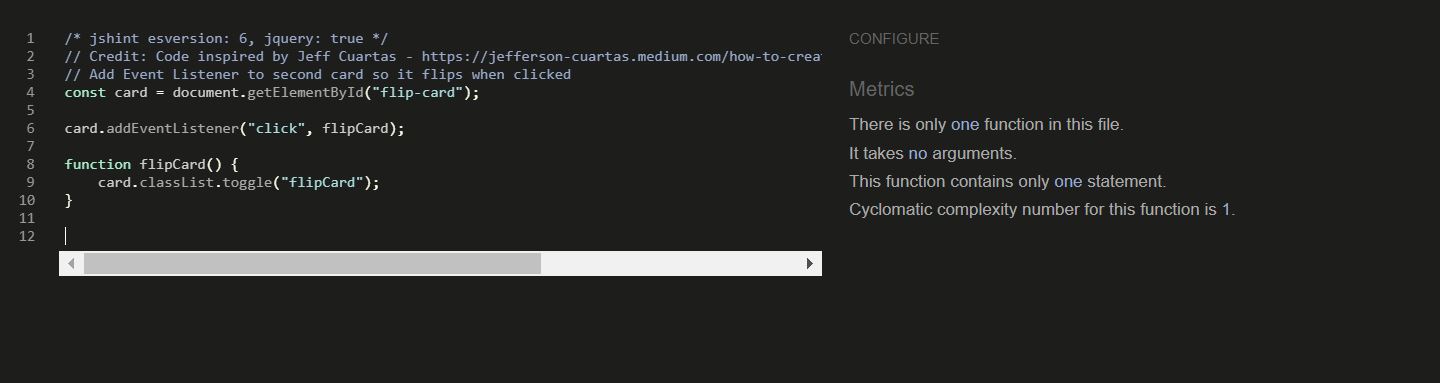 1 /* jshint esversion: 6, jquery: true */
2 // Credit: Code inspired by Jeff Cuartas - https://jefferson-cuartas.medium.com/how-to-crea
3 // Add Event Listener to second card so it flips when clicked
4 const card = document.getElementById("flip-card");
5
6 card.addEventListener("click", flipCard);
7
8 function flipCard() {
9     card.classList.toggle("flipCard");
10 }
11
12
CONFIGURE
Metrics
There is only one function in this file.
It takes no arguments.
This function contains only one statement.
Cyclomatic complexity number for this function is 1.